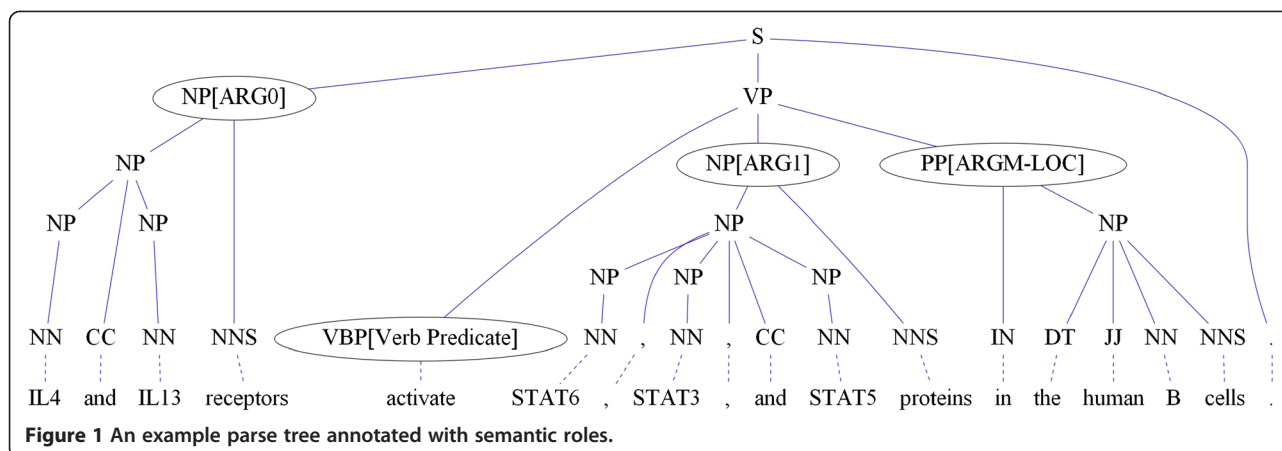 S
NP[ARG0] VP
NP NP[ARG1] PP[ARGM-LOC]
NP NP NP NP
NP NP NP
NN CC NN NNS VBP[Verb Predicate] NN , NN , CC NN NNS IN DT JJ NN NNS .
IL4 and IL13 receptors activate STAT6 , STAT3 , and STAT5 proteins in the human B cells .
Figure 1 An example parse tree annotated with semantic roles.